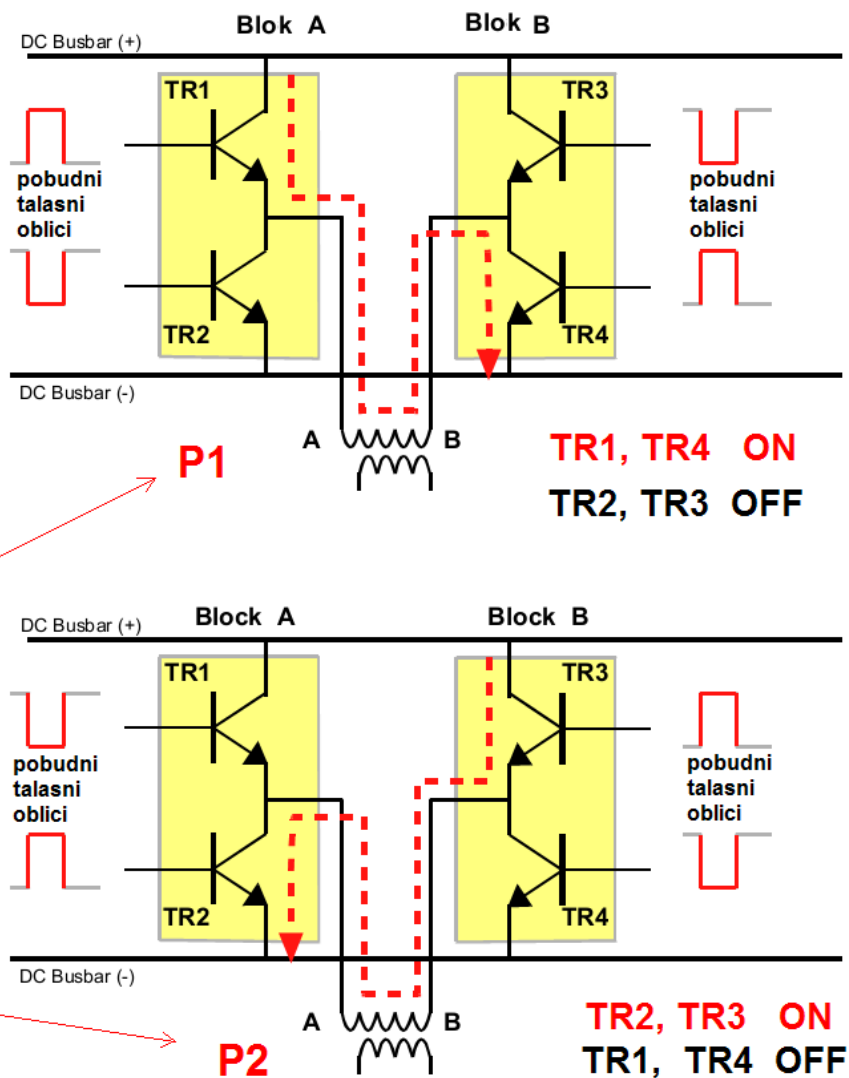 Blok A
Blok B
DC Busbar (+)
TR1
TR3
pobudni
talasni
oblici
pobudni
talasni
oblici
TR2
TR4
DC Busbar (-)
A
B
P1
TR1, TR4 ON
TR2, TR3 OFF
Block A
Block B
DC Busbar (+)
TR1
TR3
pobudni
talasni
oblici
pobudni
talasni
oblici
TR2
TR4
DC Busbar (-)
A
B
P2
TR2, TR3 ON
TR1, TR4 OFF